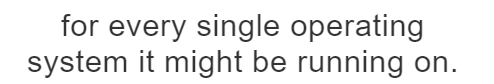 for every single operating
system it might be running on.